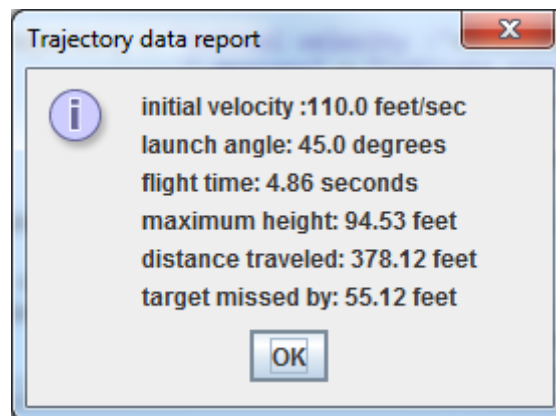 Trajectory data report
initial velocity :110.0 feet/sec
launch angle: 45.0 degrees
flight time: 4.86 seconds
maximum height: 94.53 feet
distance traveled: 378.12 feet
target missed by: 55.12 feet
OK